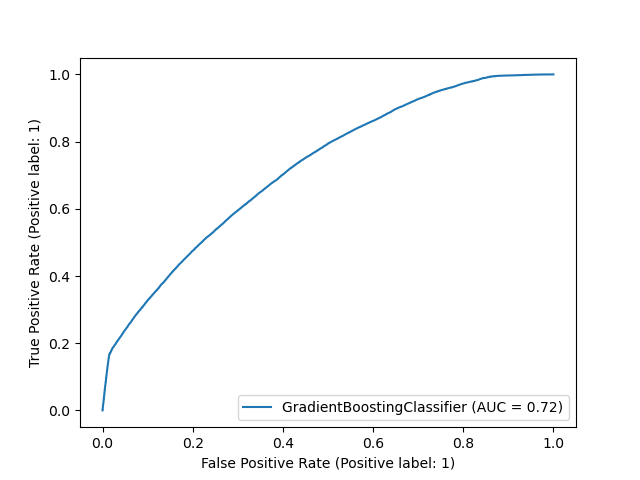 1.0
0.8
0.6
0.4
0.2
0.0
True Positive Rate (Positive label: 1)
GradientBoostingClassifier (AUC = 0.72)
0.0 0.2 0.4 0.6 0.8 1.0
False Positive Rate (Positive label: 1)